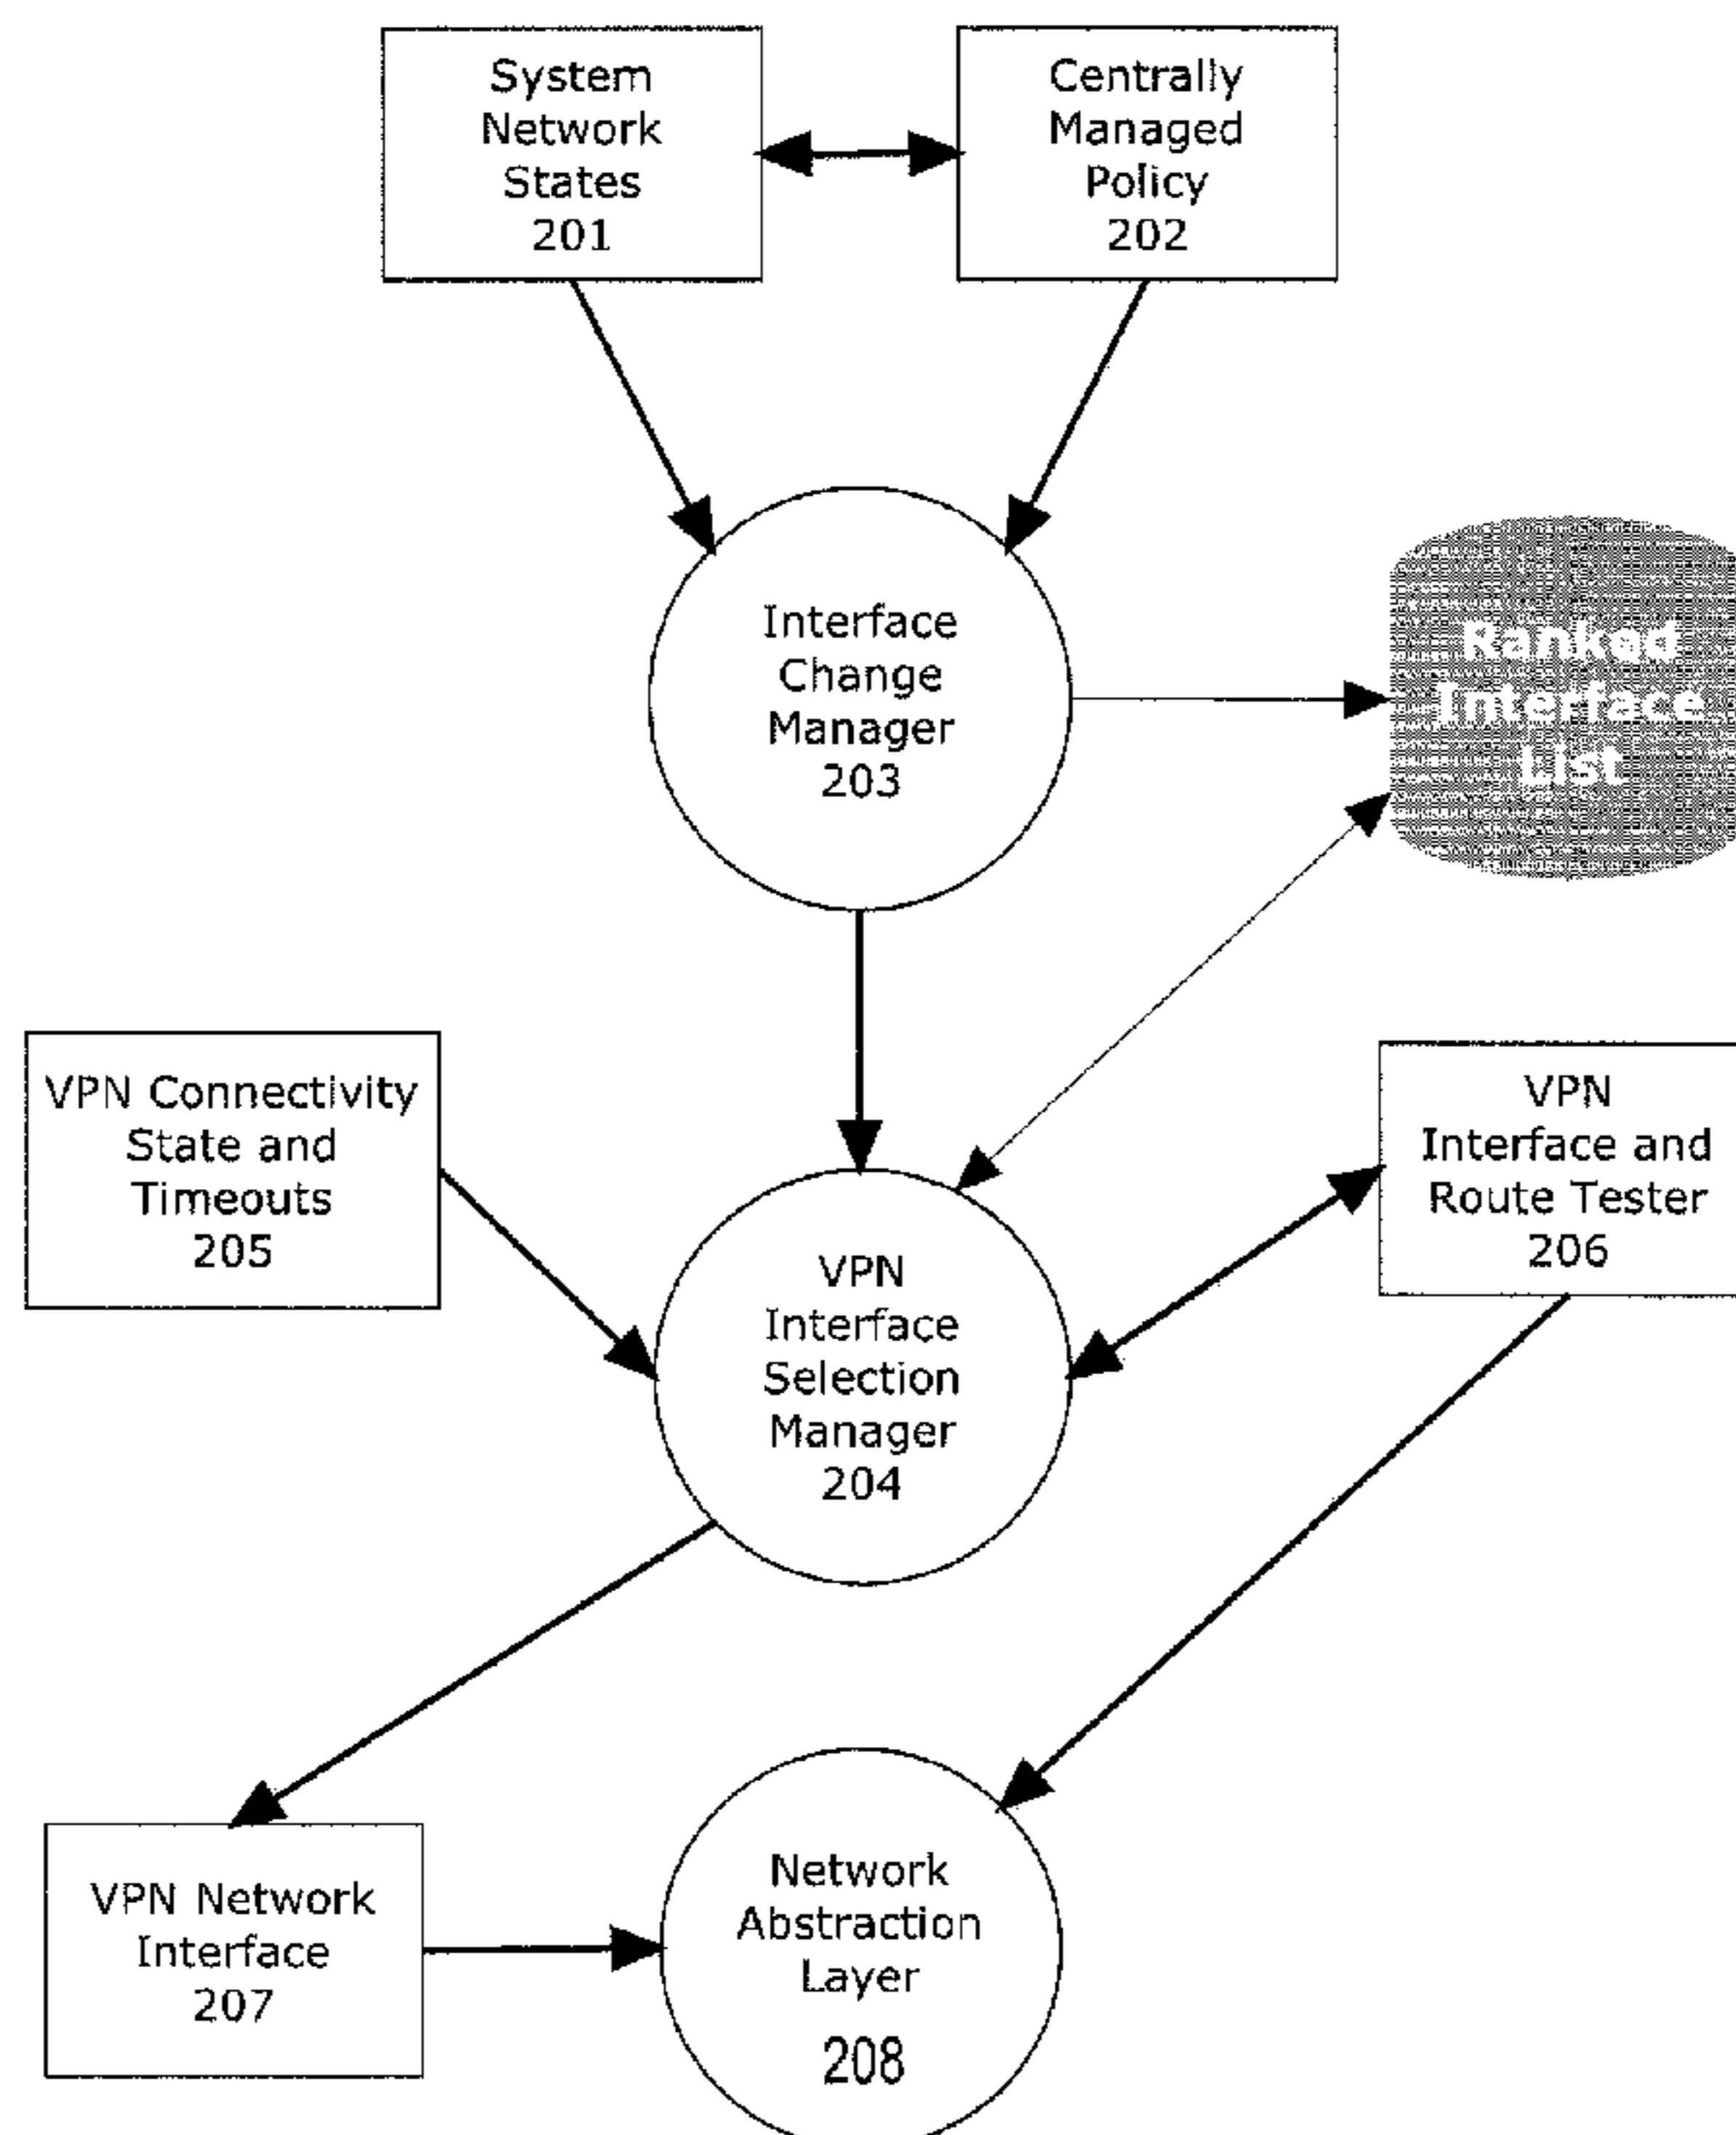 System
Network
States
201
Centrally
Managed
Policy
202
Interface
Change
Manager
203
Ranked
Interface
List
VPN Connectivity
State and
Timeouts
205
VPN
Interface and
Route Tester
206
VPN
Interface
Selection
Manager
204
VPN Network
Interface
207
Network
Abstraction
Layer
208